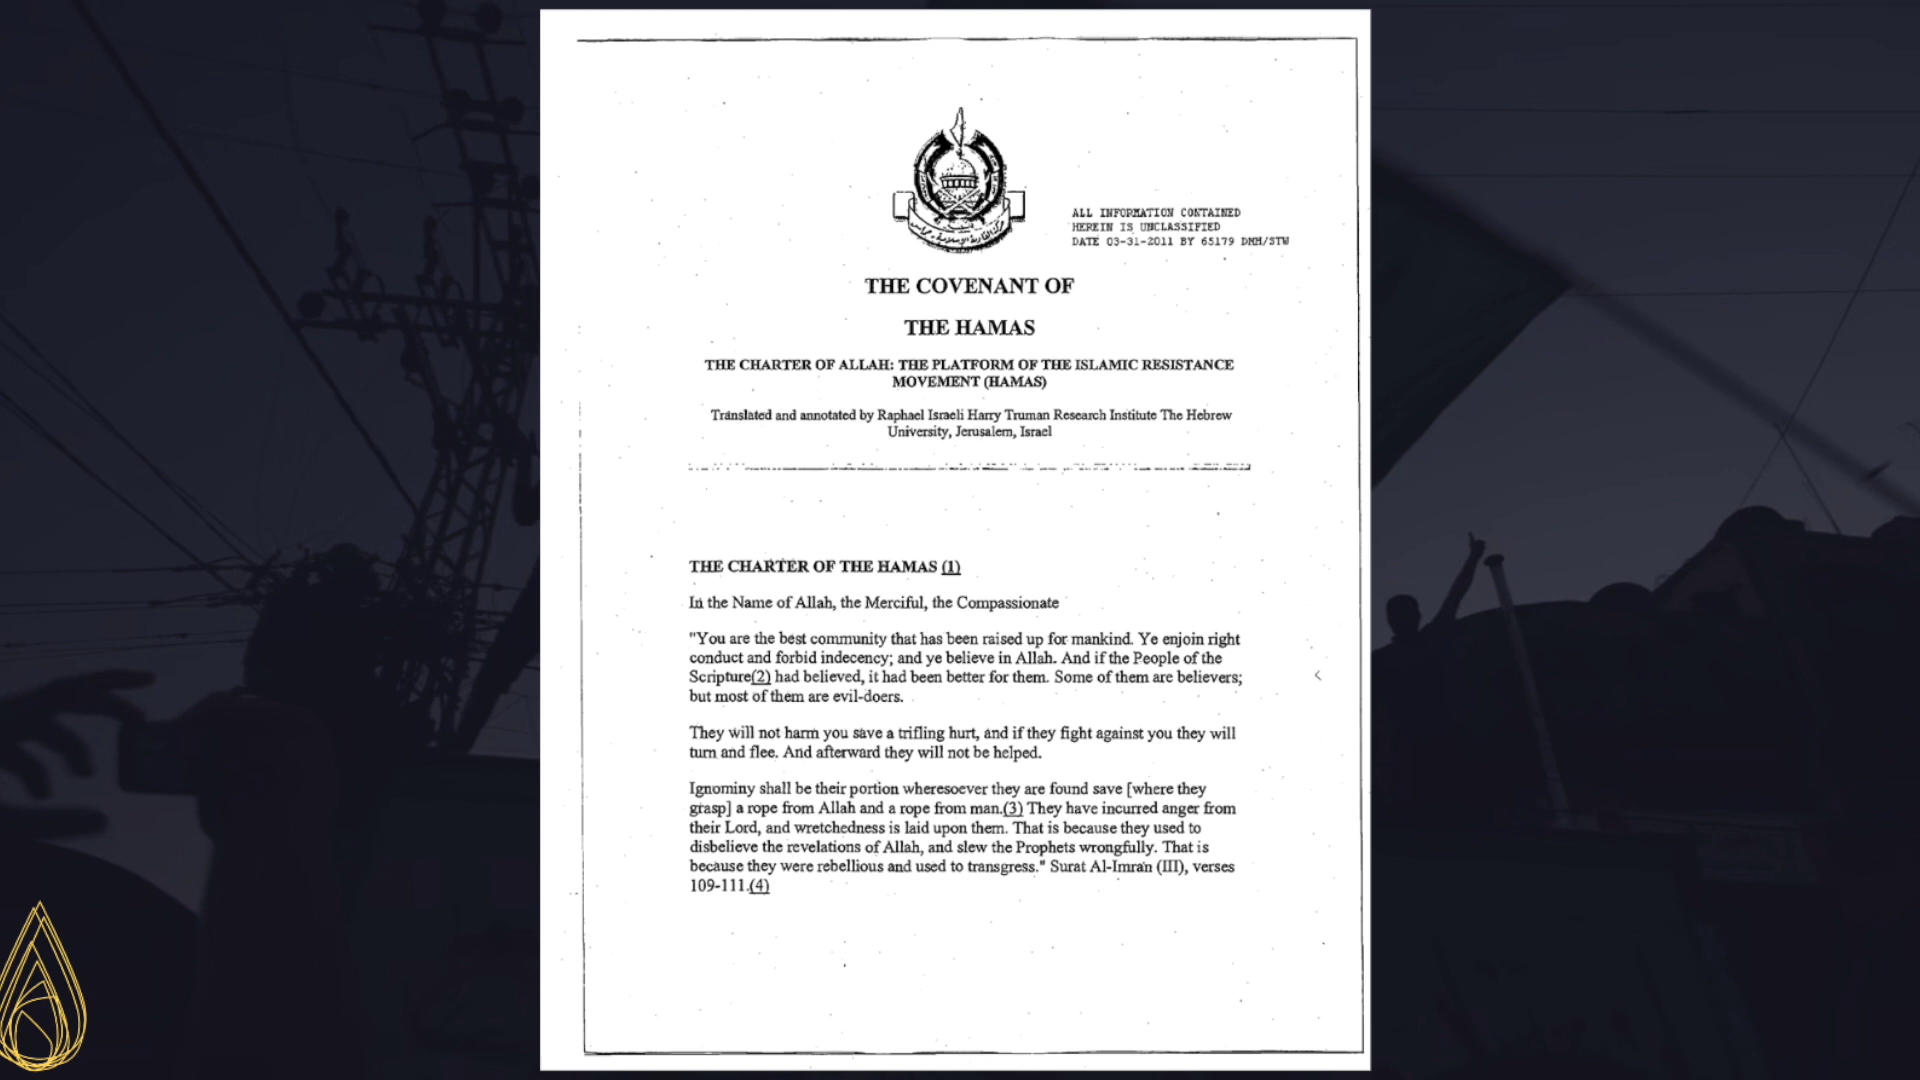 ALL INFORMATION CONTAINED
HEREIN IS UNCLASSIFIED
DATE 03-31-2011 BY 65179 DMH/STW
THE COVENANT OF
THE HAMAS
THE CHARTER OF ALLAH: THE PLATFORM OF THE ISLAMIC RESISTANCE
MOVEMENT (HAMAS)
Translated and annotated by Raphael Israeli Harry Truman Research Institute The Hebrew
University, Jerusalem, Israel
THE CHARTER OF THE HAMAS (1)
In the Name of Allah, the Merciful, the Compassionate
"You are the best community that has been raised up for mankind. Ye enjoin right
conduct and forbid indecency; and ye believe in Allah. And if the People of the
Scripture(2) had believed, it had been better for them. Some of them are believers;
but most of them are evil-doers.
They will not harm you save a trifling hurt, and if they fight against you they will
turn and flee. And afterward they will not be helped.
Ignominy shall be their portion wheresoever they are found save [where they
grasp] a rope from Allah and a rope from man.(3) They have incurred anger from
their Lord, and wretchedness is laid upon them. That is because they used to
disbelieve the revelations of Allah, and slew the Prophets wrongfully. That is
because they were rebellious and used to transgress." Surat Al-Imran (III), verses
109-111.(4)